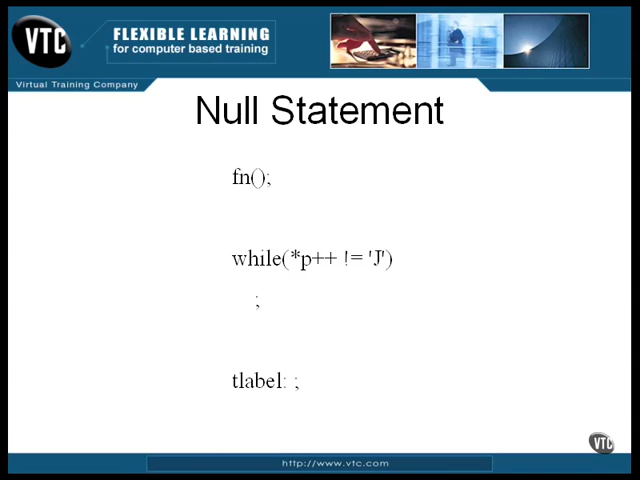 VTC
FLEXIBLE LEARNING
for computer based training
Virtual Training Company
Null Statement
fn();
while(*p++ != 'J')
;
tlabel: ;
VTC
http://www.vtc.com